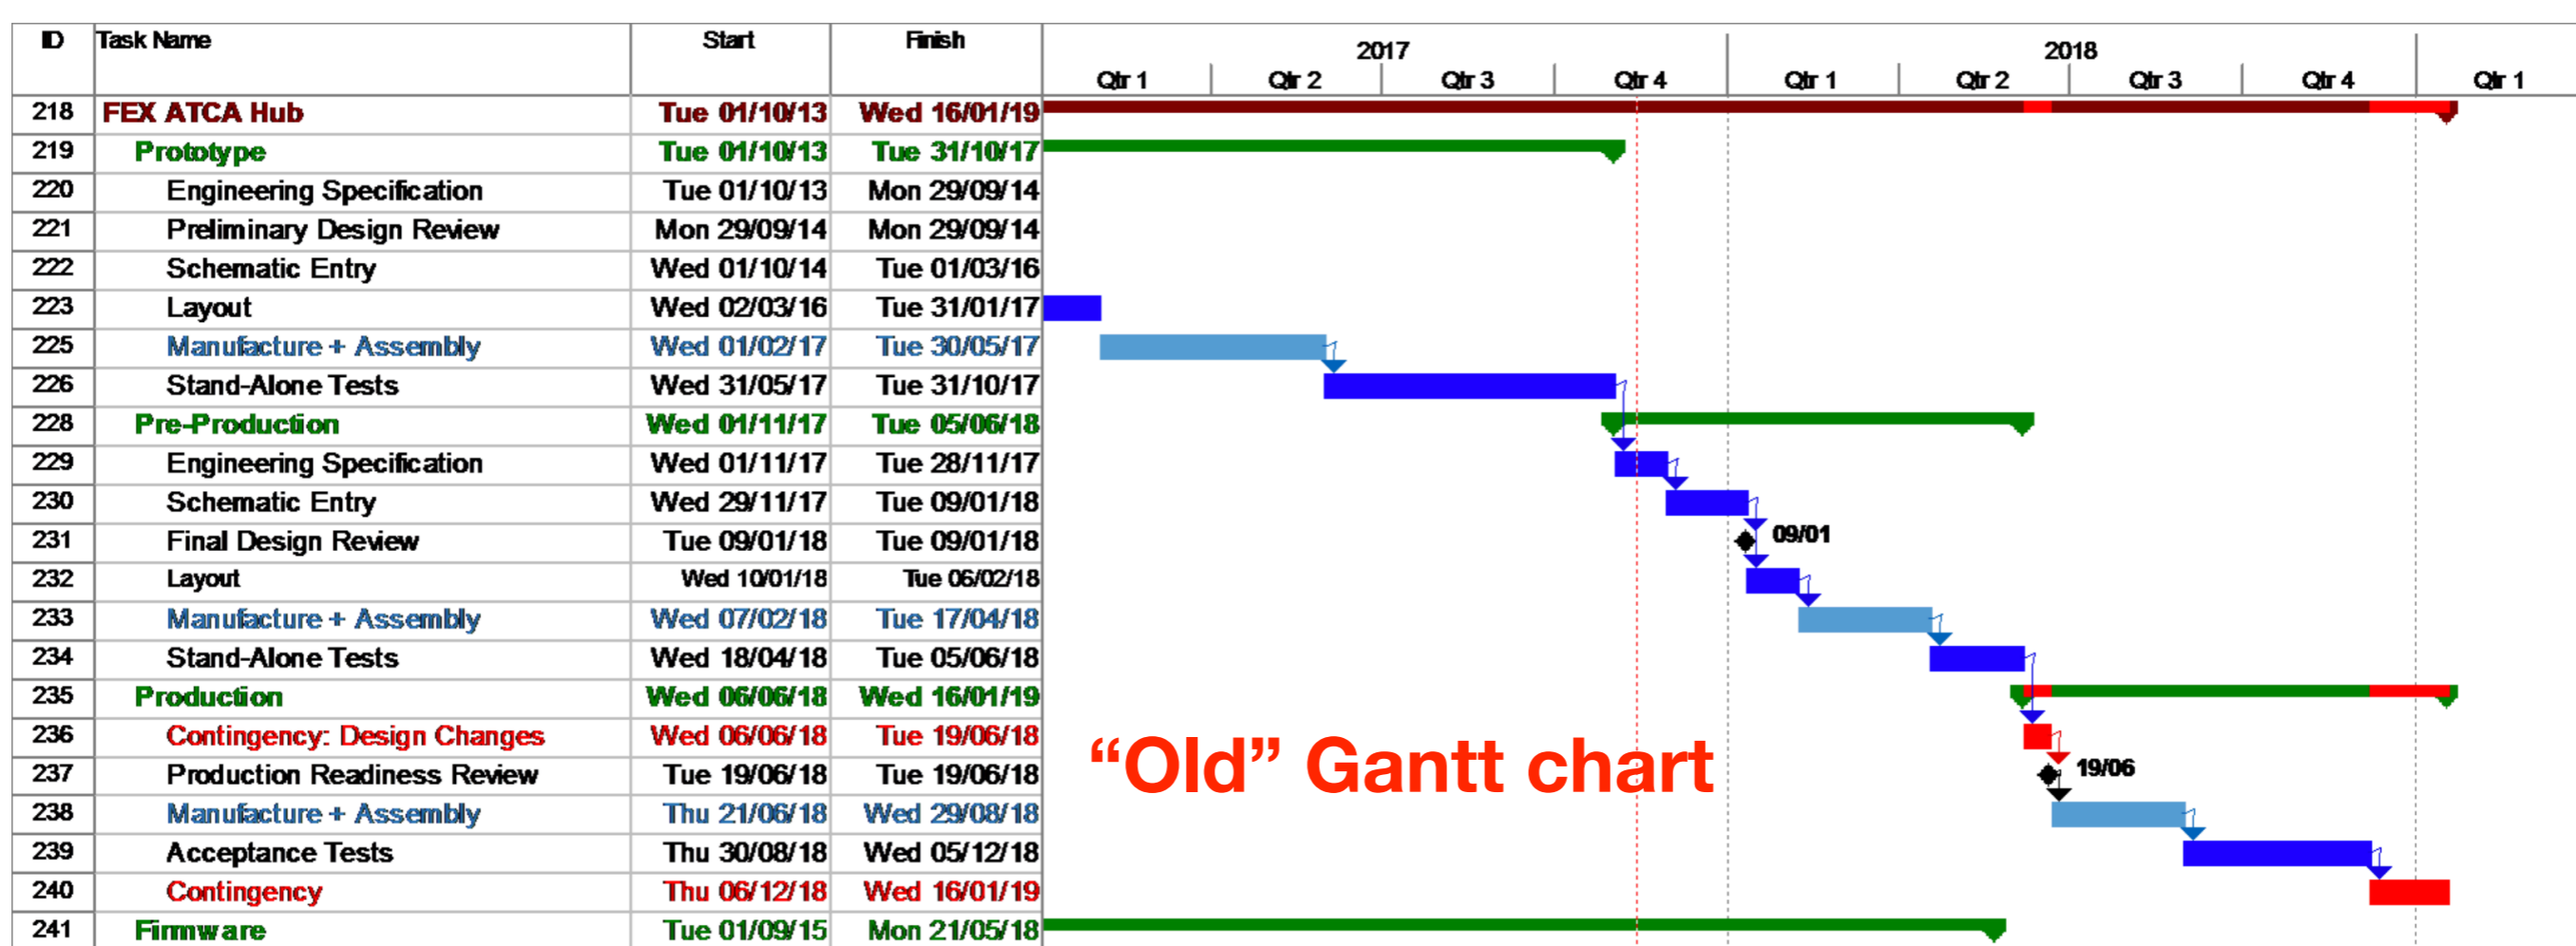 ID Task Name Start Finish 2017 2018
Qtr 1 Qtr 2 Qtr 3 Qtr 4 Qtr 1 Qtr 2 Qtr 3 Qtr 4 Qtr 1
218 FEX ATCA Hub Tue 01/10/13 Wed 16/01/19
219 Prototype Tue 01/10/13 Tue 31/10/17
220 Engineering Specification Tue 01/10/13 Mon 29/09/14
221 Preliminary Design Review Mon 29/09/14 Mon 29/09/14
222 Schematic Entry Wed 01/10/14 Tue 01/03/16
223 Layout Wed 02/03/16 Tue 31/01/17
225 Manufacture + Assembly Wed 01/02/17 Tue 30/05/17
226 Stand-Alone Tests Wed 31/05/17 Tue 31/10/17
228 Pre-Production Wed 01/11/17 Tue 05/06/18
229 Engineering Specification Wed 01/11/17 Tue 28/11/17
230 Schematic Entry Wed 29/11/17 Tue 09/01/18
231 Final Design Review Tue 09/01/18 Tue 09/01/18 09/01
232 Layout Wed 10/01/18 Tue 06/02/18
233 Manufacture + Assembly Wed 07/02/18 Tue 17/04/18
234 Stand-Alone Tests Wed 18/04/18 Tue 05/06/18
235 Production Wed 06/06/18 Wed 16/01/19
236 Contingency: Design Changes Wed 06/06/18 Tue 19/06/18
237 Production Readiness Review Tue 19/06/18 Tue 19/06/18 19/06
“Old” Gantt chart
238 Manufacture + Assembly Thu 21/06/18 Wed 29/08/18
239 Acceptance Tests Thu 30/08/18 Wed 05/12/18
240 Contingency Thu 06/12/18 Wed 16/01/19
241 Firmware Tue 01/09/15 Mon 21/05/18